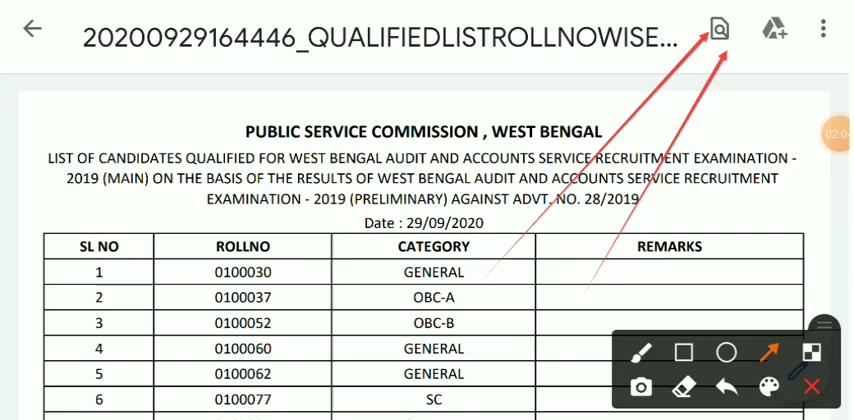 20200929164446_QUALIFIEDLISTROLLNOWISE...
PUBLIC SERVICE COMMISSION , WEST BENGAL
LIST OF CANDIDATES QUALIFIED FOR WEST BENGAL AUDIT AND ACCOUNTS SERVICE RECRUITMENT EXAMINATION -
2019 (MAIN) ON THE BASIS OF THE RESULTS OF WEST BENGAL AUDIT AND ACCOUNTS SERVICE RECRUITMENT
EXAMINATION - 2019 (PRELIMINARY) AGAINST ADVT. NO. 28/2019
Date : 29/09/2020
SL NO ROLLNO CATEGORY REMARKS
1 0100030 GENERAL
2 0100037 OBC-A
3 0100052 OBC-B
4 0100060 GENERAL
5 0100062 GENERAL
6 0100077 SC